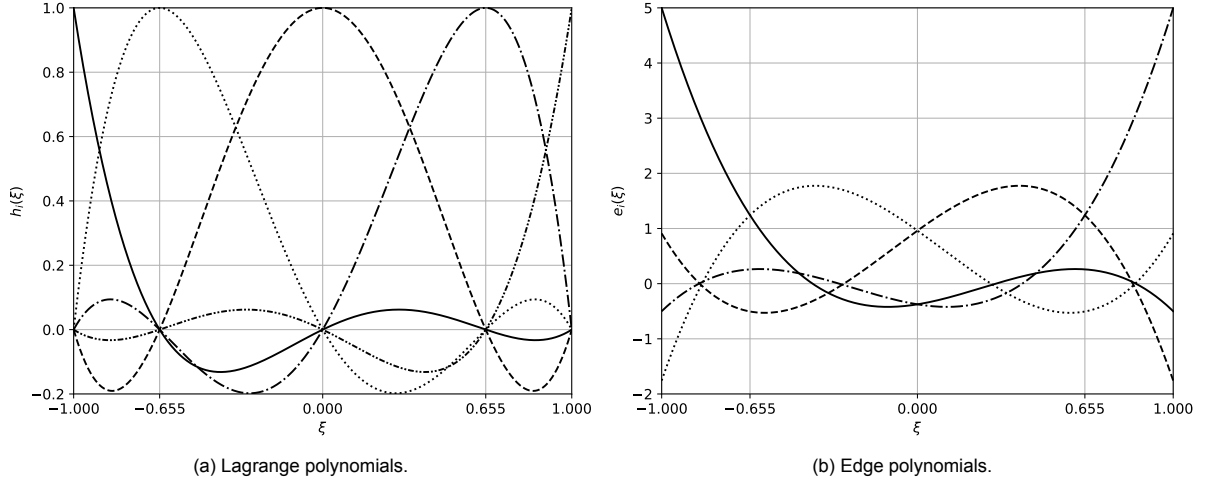 1.0
0.8
0.6
0.4
0.2
0.0
−0.2
hᵢ(ξ)
−1.000 −0.655 0.000 0.655 1.000
ξ
(a) Lagrange polynomials.
5
4
3
2
1
0
−1
−2
eᵢ(ξ)
−1.000 −0.655 0.000 0.655 1.000
ξ
(b) Edge polynomials.